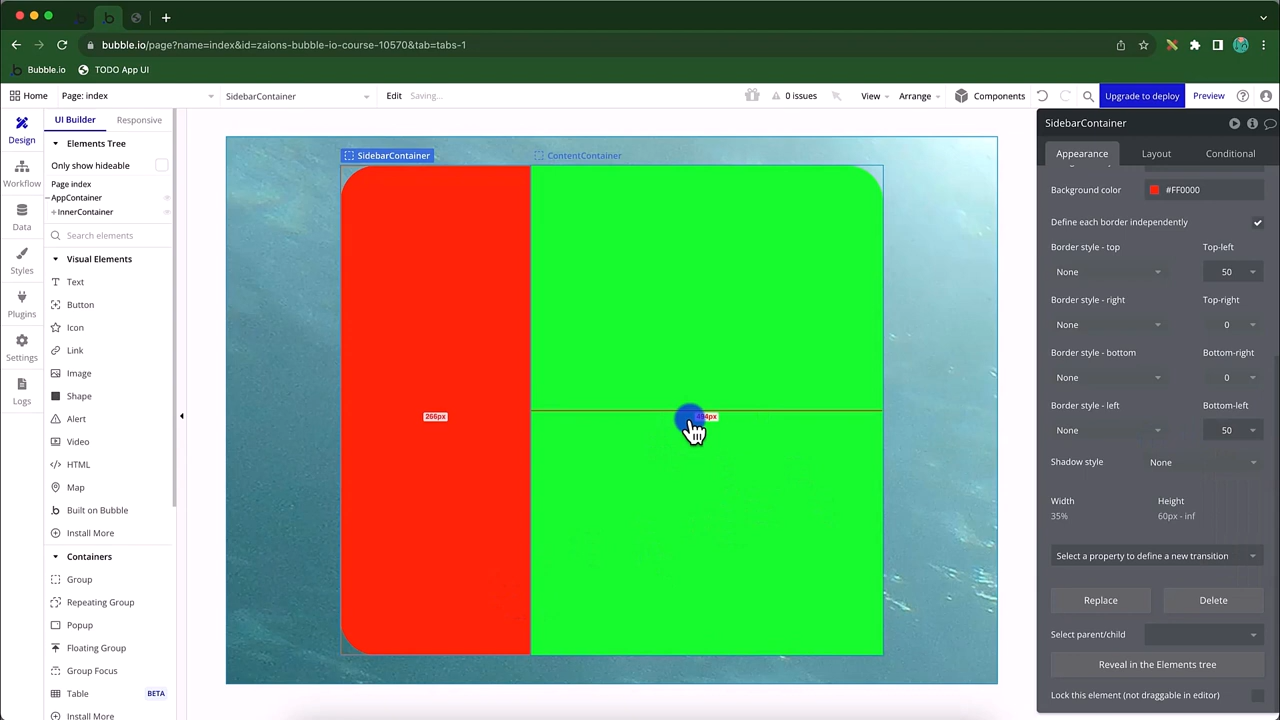 bubble.io/page?name=index&id=zaions-bubble-io-course-10570&tab=tabs-1
Bubble.io
TODO App UI
Home
Page: index
SidebarContainer
Edit
Saving...
0 issues
View
Arrange
Components
Upgrade to deploy
Preview
Design
Workflow
Data
Styles
Plugins
Settings
Logs
UI Builder
Responsive
Elements Tree
Only show hideable
Page index
AppContainer
InnerContainer
Search elements
Visual Elements
Text
Button
Icon
Link
Image
Shape
Alert
Video
HTML
Map
Built on Bubble
Install More
Containers
Group
Repeating Group
Popup
Floating Group
Group Focus
Table
BETA
Install More
SidebarContainer
ContentContainer
266px
SidebarContainer
Appearance
Layout
Conditional
Background color
#FF0000
Define each border independently
Border style - top
Top-left
None
50
Border style - right
Top-right
None
0
Border style - bottom
Bottom-right
None
0
Border style - left
Bottom-left
None
50
Shadow style
None
Width
Height
35%
60px - inf
Select a property to define a new transition
Replace
Delete
Select parent/child
Reveal in the Elements tree
Lock this element (not draggable in editor)